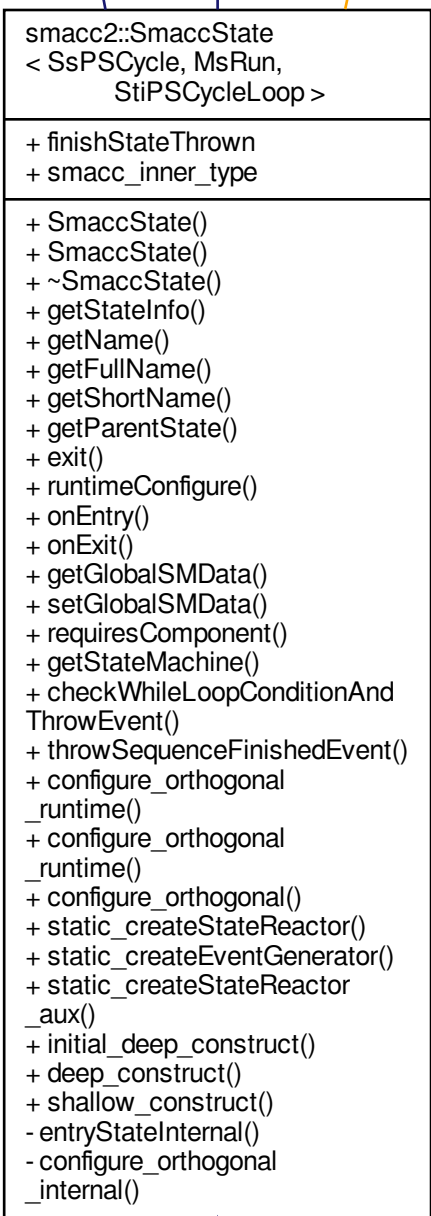 smacc2::SmaccState
< SsPSCycle, MsRun,
StiPSCycleLoop >
+ finishStateThrown
+ smacc_inner_type
+ SmaccState()
+ SmaccState()
+ ~SmaccState()
+ getStateInfo()
+ getName()
+ getFullName()
+ getShortName()
+ getParentState()
+ exit()
+ runtimeConfigure()
+ onEntry()
+ onExit()
+ getGlobalSMData()
+ setGlobalSMData()
+ requiresComponent()
+ getStateMachine()
+ checkWhileLoopConditionAnd
ThrowEvent()
+ throwSequenceFinishedEvent()
+ configure_orthogonal
_runtime()
+ configure_orthogonal
_runtime()
+ configure_orthogonal()
+ static_createStateReactor()
+ static_createEventGenerator()
+ static_createStateReactor
_aux()
+ initial_deep_construct()
+ deep_construct()
+ shallow_construct()
- entryStateInternal()
- configure_orthogonal
_internal()